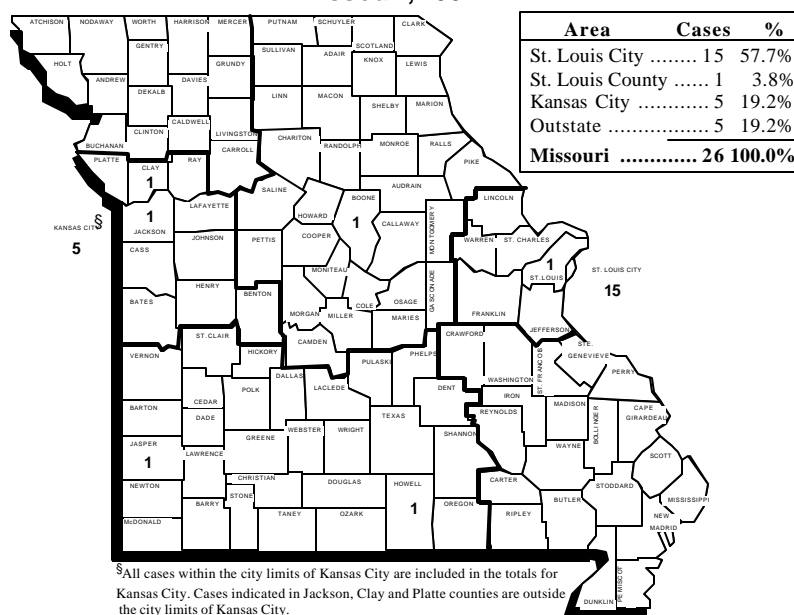 Area Cases %
St. Louis City ........ 15 57.7%
St. Louis County ...... 1 3.8%
Kansas City ............ 5 19.2%
Outstate ................ 5 19.2%
Missouri ............ 26 100.0%
ATCHISON NODAWAY WORTH HARRISON MERCER PUTNAM SCHUYLER CLARK
GENTRY SULLIVAN ADAIR SCOTLAND
HOLT GRUNDY KNOX LEWIS
ANDREW DAVIES
DEKALB LINN MACON SHELBY MARION
CLINTON CALDWELL LIVINGSTON CHARITON RANDOLPH MONROE RALLS
BUCHANAN CARROLL
PLATTE CLAY RAY PIKE
1 SALINE AUDRAIN
BOONE LINCOLN
LAFAYETTE HOWARD MONTGOMERY
1 1 CALLAWAY
KANSAS CITY§ JACKSON JOHNSON PETTIS COOPER WARREN ST. CHARLES
5 CASS 1
MONITEAU ST.LOUIS ST. LOUIS CITY
HENRY BENTON COLE OSAGE GASCONADE 15
BATES MORGAN MILLER MARIES FRANKLIN
ST.CLAIR CAMDEN CRAWFORD JEFFERSON
VERNON HICKORY PULASKI PHELPS STE.
GENEVIEVE
DALLAS ST. FRANCOIS PERRY
POLK LACLEDE DENT WASHINGTON
CEDAR IRON
BARTON DADE TEXAS REYNOLDS MADISON BOLLINGER CAPE
GIRARDEAU
JASPER GREENE WEBSTER WRIGHT SHANNON WAYNE
1 LAWRENCE SCOTT
NEWTON CHRISTIAN DOUGLAS HOWELL CARTER STODDARD
BARRY STONE 1 OREGON BUTLER MISSISSIPPI
McDONALD TANEY OZARK RIPLEY NEW
MADRID
PEMISCOT
DUNKLIN
§All cases within the city limits of Kansas City are included in the totals for
Kansas City. Cases indicated in Jackson, Clay and Platte counties are outside
the city limits of Kansas City.